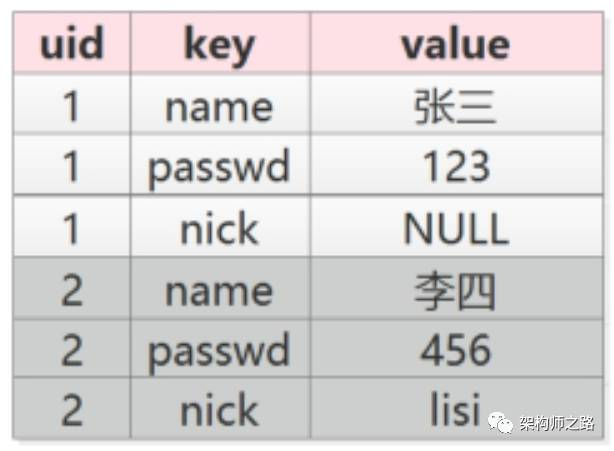 uid key value
1 name 张三
1 passwd 123
1 nick NULL
2 name 李四
2 passwd 456
2 nick lisi
架构师之路